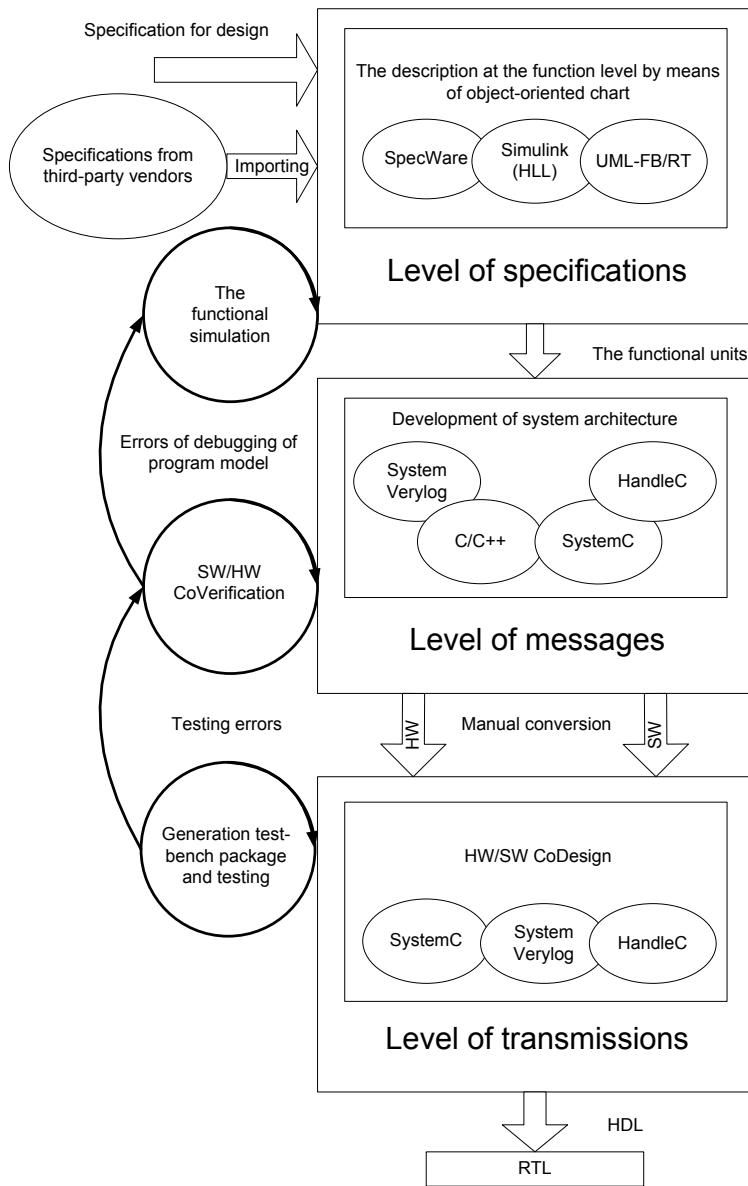 Specification for design
The description at the function level by means
of object-oriented chart
Specifications from
third-party vendors
Importing
SpecWare
Simulink
(HLL)
UML-FB/RT
Level of specifications
The
functional
simulation
The functional units
Development of system architecture
System
Verylog
HandleC
C/C++
SystemC
Errors of debugging of
program model
SW/HW
CoVerification
Level of messages
Testing errors
HW
Manual conversion
SW
Generation test-
bench package
and testing
HW/SW CoDesign
SystemC
System
Verylog
HandleC
Level of transmissions
HDL
RTL